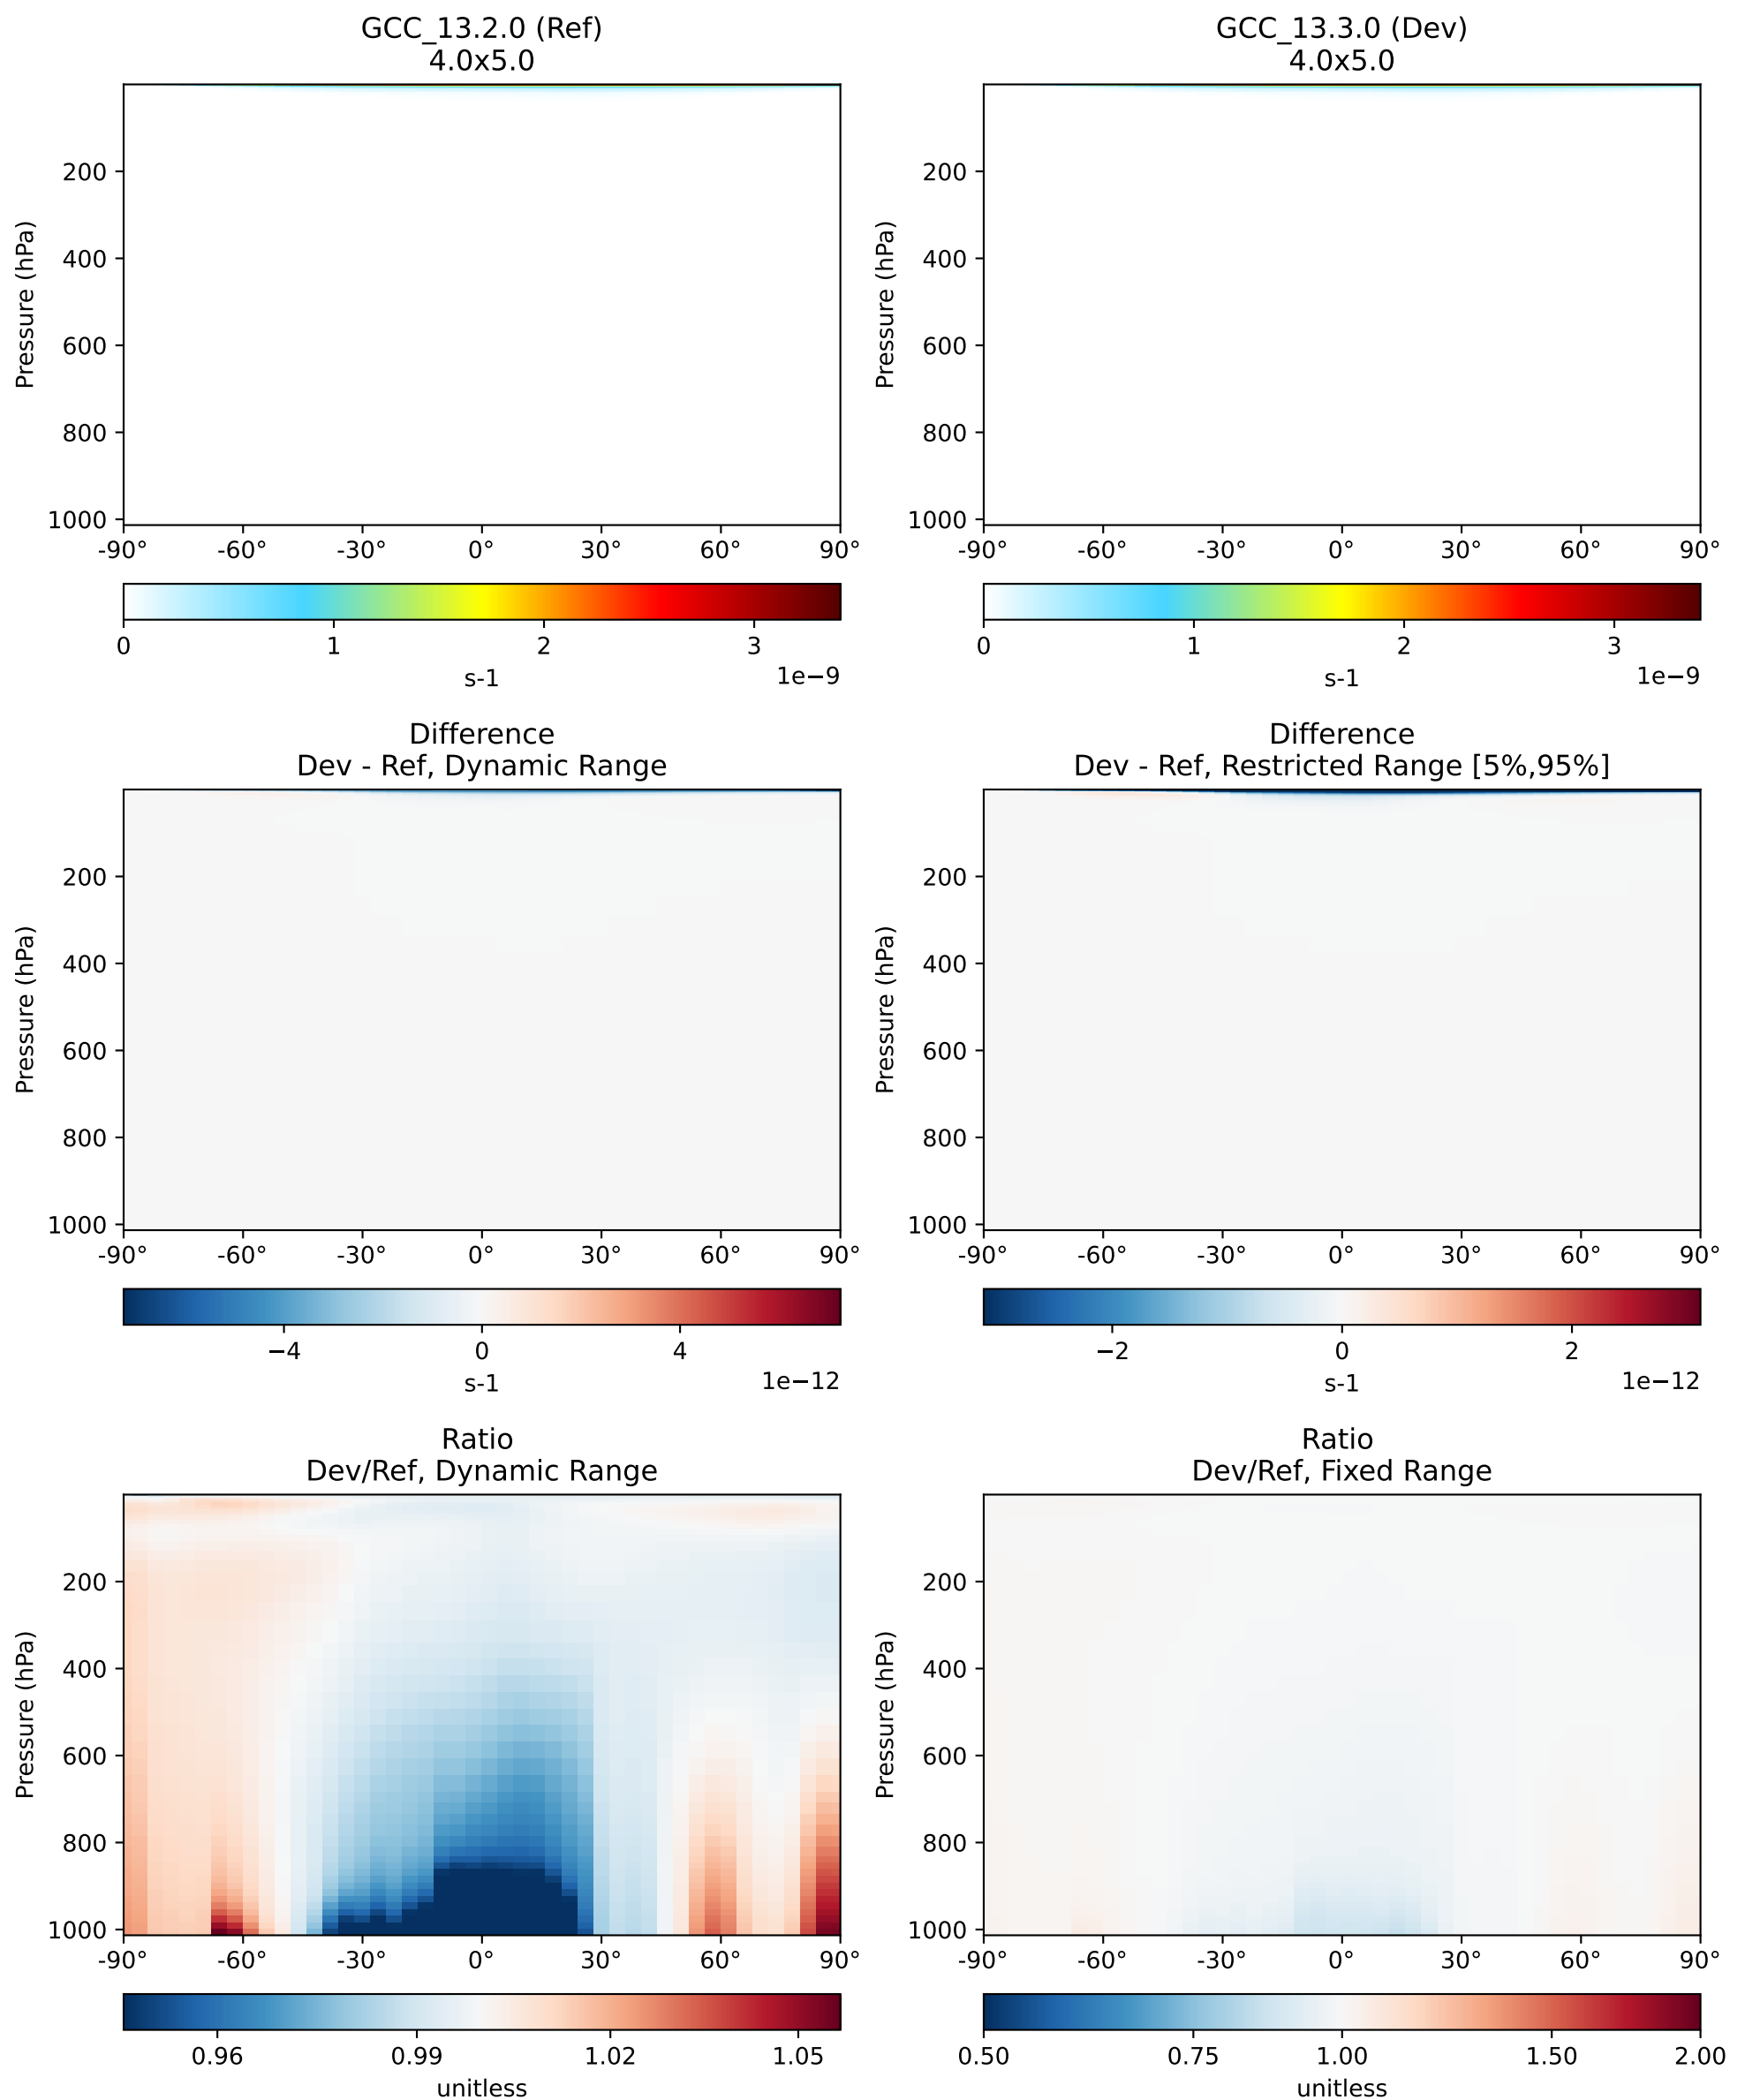 GCC_13.2.0 (Ref)
4.0x5.0
Pressure (hPa)
200
400
600
800
1000
-90° -60° -30° 0° 30° 60° 90°
0 1 2 3
s-1
1e−9
GCC_13.3.0 (Dev)
4.0x5.0
Pressure (hPa)
200
400
600
800
1000
-90° -60° -30° 0° 30° 60° 90°
0 1 2 3
s-1
1e−9
Difference
Dev - Ref, Dynamic Range
Pressure (hPa)
200
400
600
800
1000
-90° -60° -30° 0° 30° 60° 90°
−4 0 4
s-1
1e−12
Difference
Dev - Ref, Restricted Range [5%,95%]
Pressure (hPa)
200
400
600
800
1000
-90° -60° -30° 0° 30° 60° 90°
−2 0 2
s-1
1e−12
Ratio
Dev/Ref, Dynamic Range
Pressure (hPa)
200
400
600
800
1000
-90° -60° -30° 0° 30° 60° 90°
0.96 0.99 1.02 1.05
unitless
Ratio
Dev/Ref, Fixed Range
Pressure (hPa)
200
400
600
800
1000
-90° -60° -30° 0° 30° 60° 90°
0.50 0.75 1.00 1.50 2.00
unitless